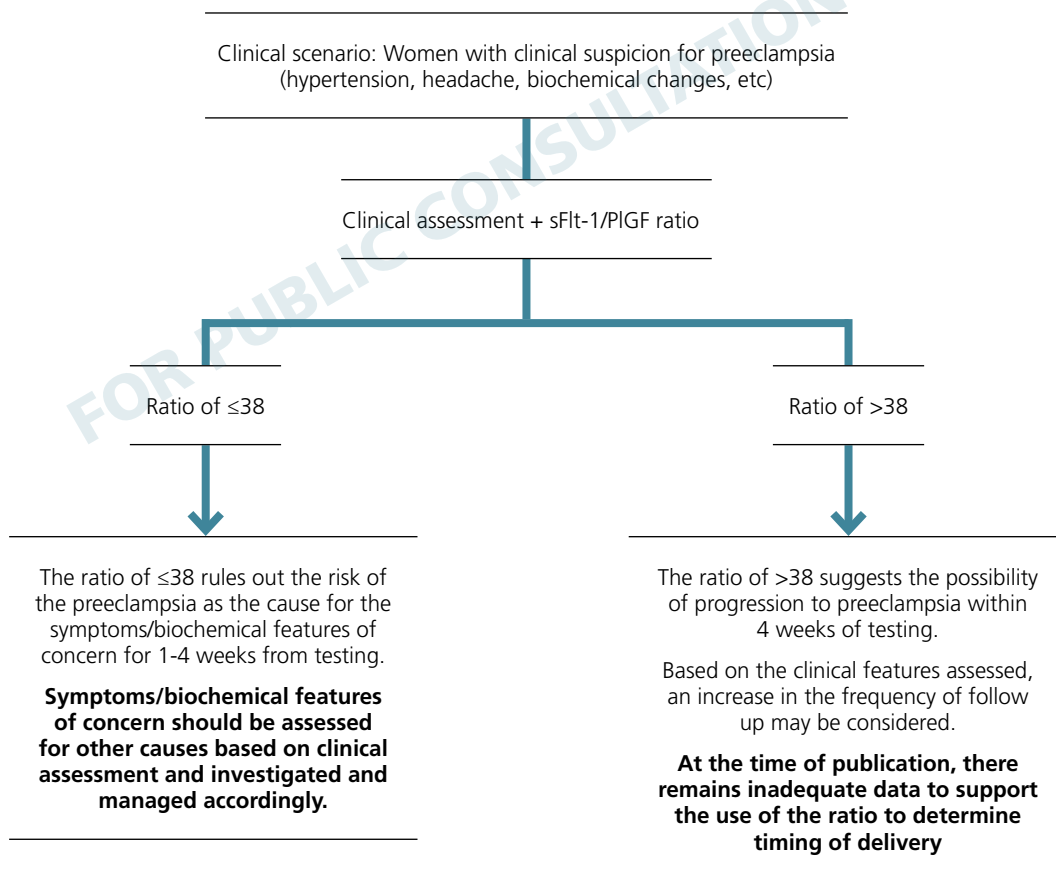 FOR PUBLIC CONSULTATION
Clinical scenario: Women with clinical suspicion for preeclampsia
(hypertension, headache, biochemical changes, etc)
Clinical assessment + sFlt-1/PlGF ratio
Ratio of ≤38
Ratio of >38
The ratio of ≤38 rules out the risk of
the preeclampsia as the cause for the
symptoms/biochemical features of
concern for 1-4 weeks from testing.
Symptoms/biochemical features
of concern should be assessed
for other causes based on clinical
assessment and investigated and
managed accordingly.
The ratio of >38 suggests the possibility
of progression to preeclampsia within
4 weeks of testing.
Based on the clinical features assessed,
an increase in the frequency of follow
up may be considered.
At the time of publication, there
remains inadequate data to support
the use of the ratio to determine
timing of delivery